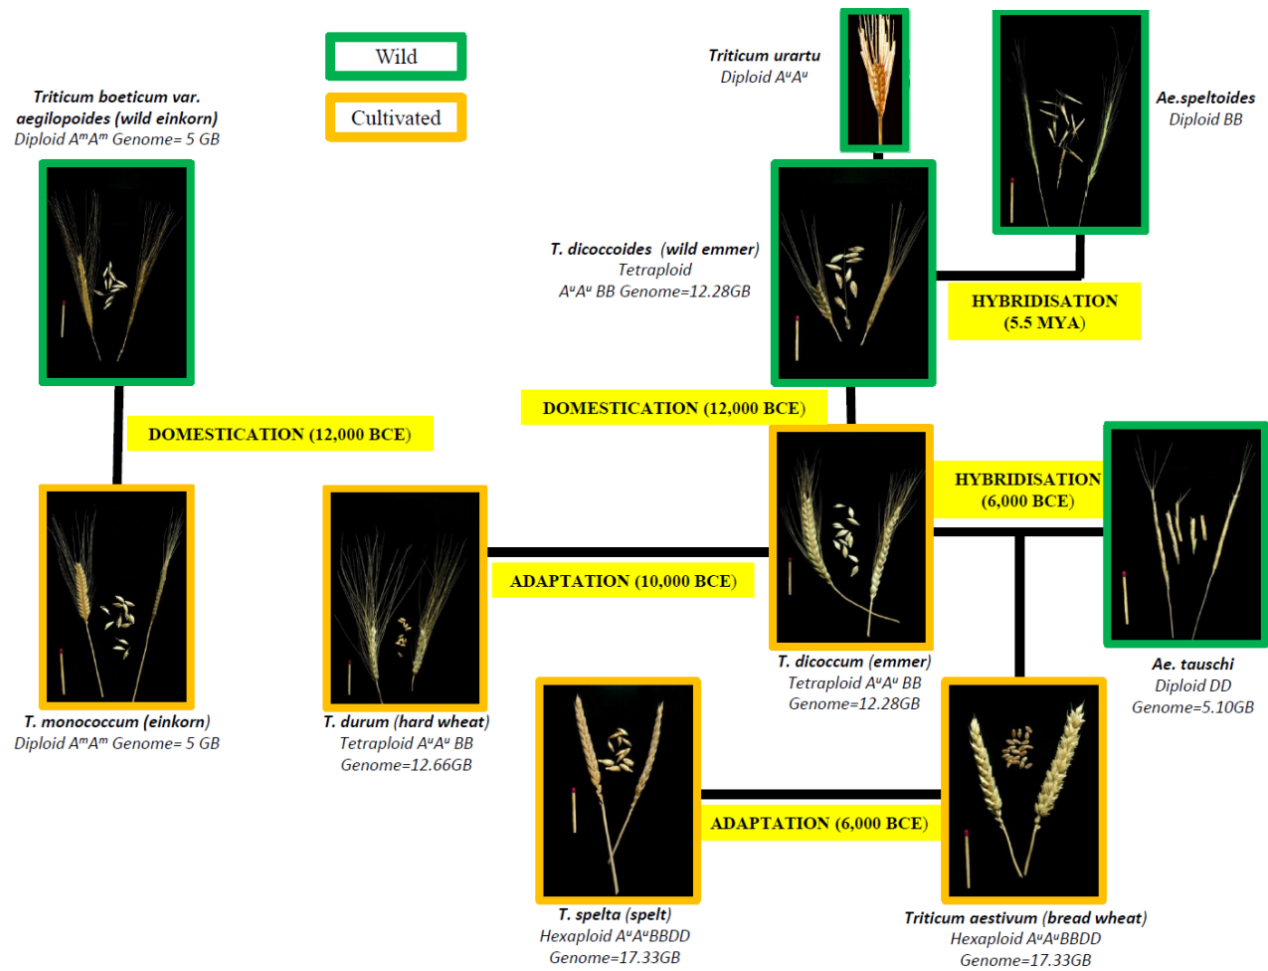 Wild
Cultivated
Triticum boeticum var.
aegilopoides (wild einkorn)
Diploid AᵐAᵐ Genome= 5 GB
Triticum urartu
Diploid AᵘAᵘ
Ae.speltoides
Diploid BB
T. dicoccoides (wild emmer)
Tetraploid
AᵘAᵘ BB Genome=12.28GB
HYBRIDISATION
(5.5 MYA)
DOMESTICATION (12,000 BCE)
DOMESTICATION (12,000 BCE)
HYBRIDISATION
(6,000 BCE)
ADAPTATION (10,000 BCE)
T. monococcum (einkorn)
Diploid AᵐAᵐ Genome= 5 GB
T. durum (hard wheat)
Tetraploid AᵘAᵘ BB
Genome=12.66GB
T. dicoccum (emmer)
Tetraploid AᵘAᵘ BB
Genome=12.28GB
Ae. tauschi
Diploid DD
Genome=5.10GB
ADAPTATION (6,000 BCE)
T. spelta (spelt)
Hexaploid AᵘAᵘBBDD
Genome=17.33GB
Triticum aestivum (bread wheat)
Hexaploid AᵘAᵘBBDD
Genome=17.33GB